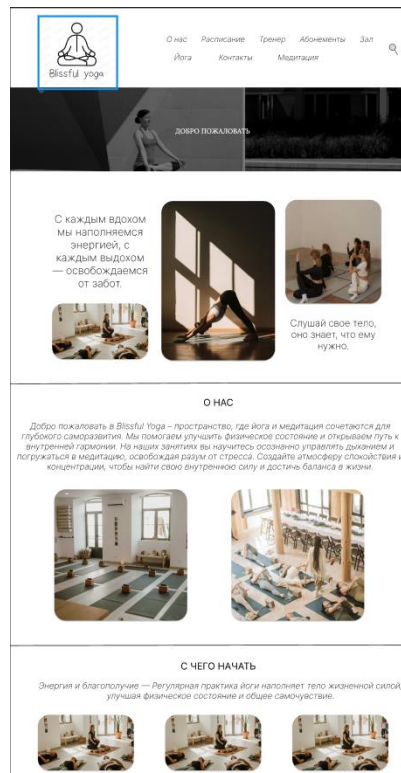 Blissful yoga
О нас Расписание Тренер Абонементы Зал
Йога Контакты Медитация
ДОБРО ПОЖАЛОВАТЬ
С каждым вдохом
мы наполняемся
энергией, с
каждым выдохом
— освобождаемся
от забот.
Слушай свое тело,
оно знает, что ему
нужно.
О НАС
Добро пожаловать в Blissful Yoga – пространство, где йога и медитация сочетаются для
глубокого саморазвития. Мы помогаем улучшить физическое состояние и открываем путь к
внутренней гармонии. На наших занятиях вы научитесь осознанно управлять дыханием и
погружаться в медитацию, освобождая разум от стресса. Создайте атмосферу спокойствия и
концентрации, чтобы найти свою внутреннюю силу и достичь баланса в жизни.
С ЧЕГО НАЧАТЬ
Энергия и благополучие — Регулярная практика йоги наполняет тело жизненной силой,
улучшая физическое состояние и общее самочувствие.